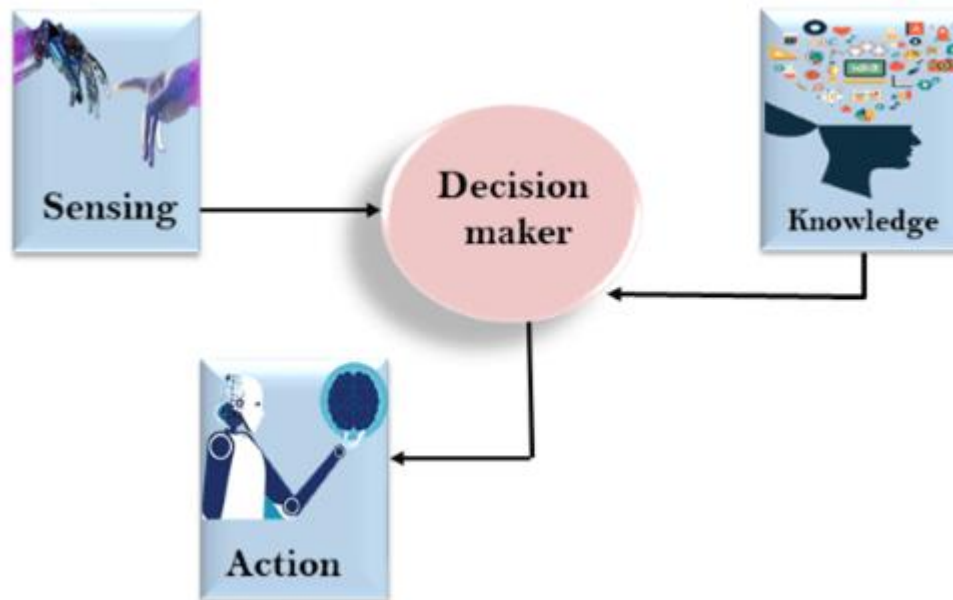 Sensing
Decision
maker
Knowledge
Action